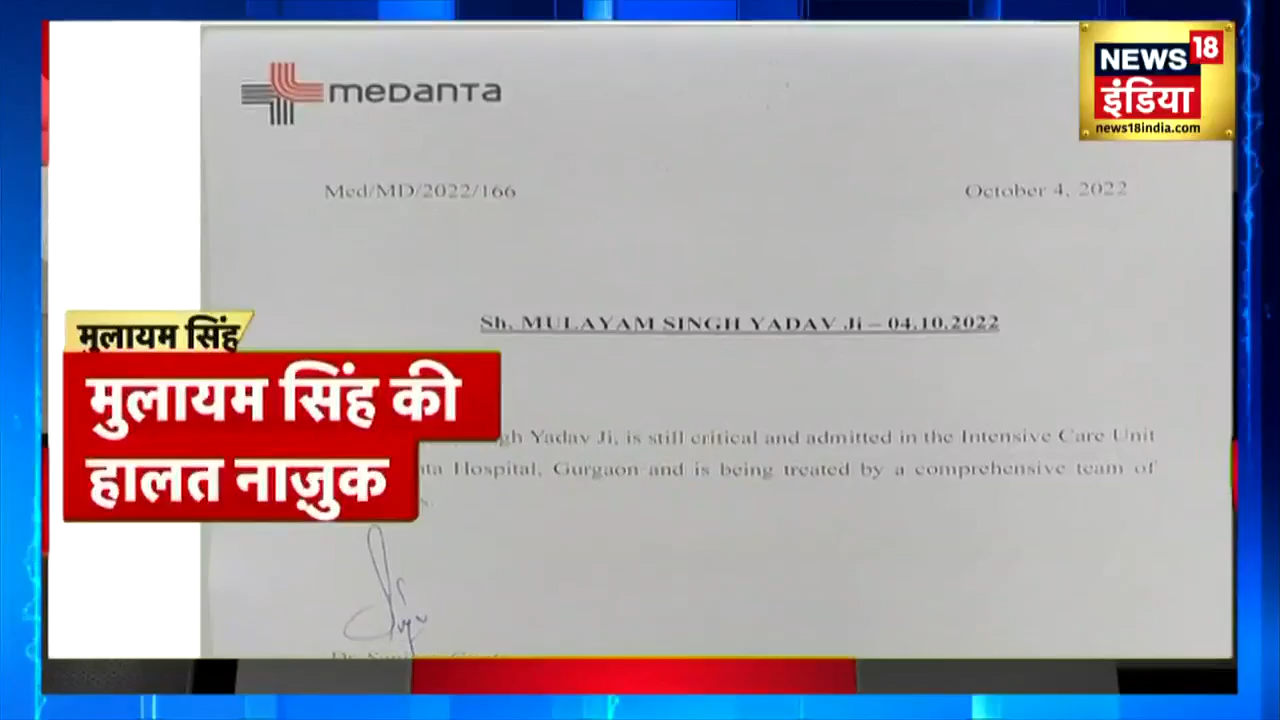 medanta
NEWS 18
इंडिया
news18india.com
Med/MD/2022/166
October 4, 2022
Sh. MULAYAM SINGH YADAV Ji – 04.10.2022
मुलायम सिंह
मुलायम सिंह की
हालत नाज़ुक
gh Yadav Ji, is still critical and admitted in the Intensive Care Unit
Hospital, Gurgaon and is being treated by a comprehensive team of